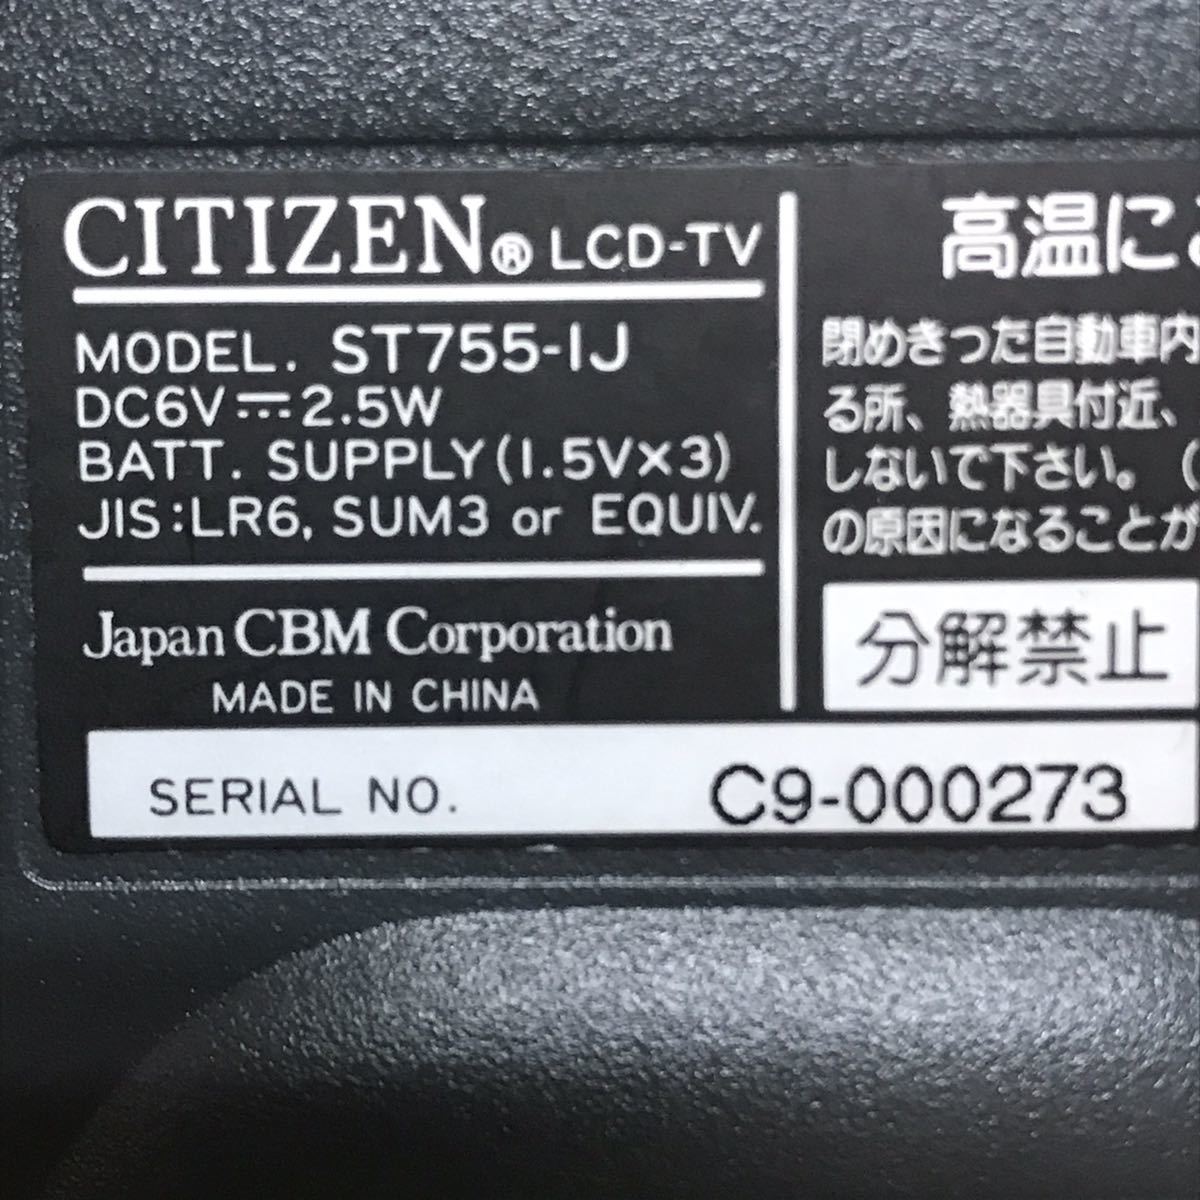 CITIZEN® LCD-TV
MODEL. ST755-IJ
DC6V⎓2.5W
BATT. SUPPLY(1.5V×3)
JIS:LR6, SUM3 or EQUIV.
Japan CBM Corporation
MADE IN CHINA
高温に
閉めきった自動車内
る所、熱器具付近、
しないで下さい。（
の原因になることが
分解禁止
SERIAL NO. C9-000273